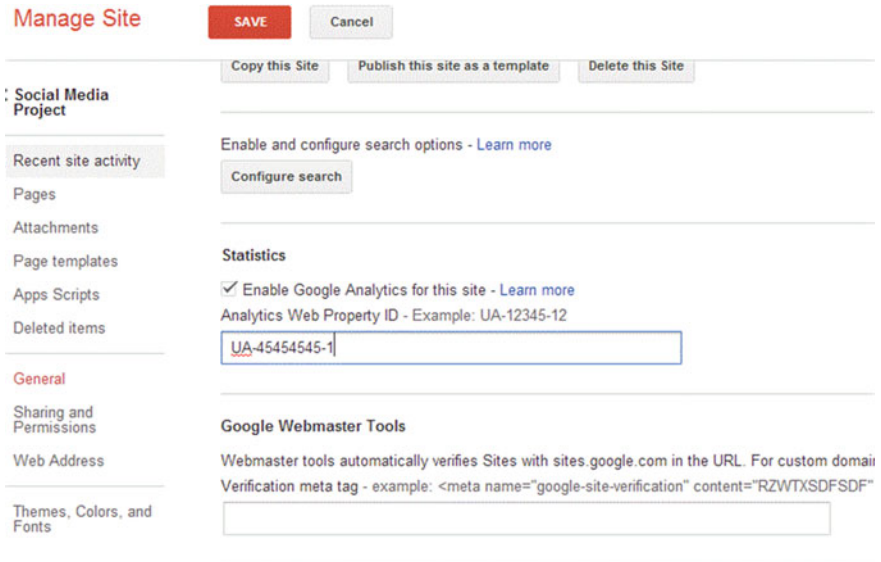 Manage Site
SAVE
Cancel
Copy this Site
Publish this site as a template
Delete this Site
Social Media
Project
Recent site activity
Pages
Attachments
Page templates
Apps Scripts
Deleted items
General
Sharing and
Permissions
Web Address
Themes, Colors, and
Fonts
Enable and configure search options - Learn more
Configure search
Statistics
Enable Google Analytics for this site - Learn more
Analytics Web Property ID - Example: UA-12345-12
UA-45454545-1
Google Webmaster Tools
Webmaster tools automatically verifies Sites with sites.google.com in the URL. For custom domain
Verification meta tag - example: <meta name="google-site-verification" content="RZWTXSDFSDF"